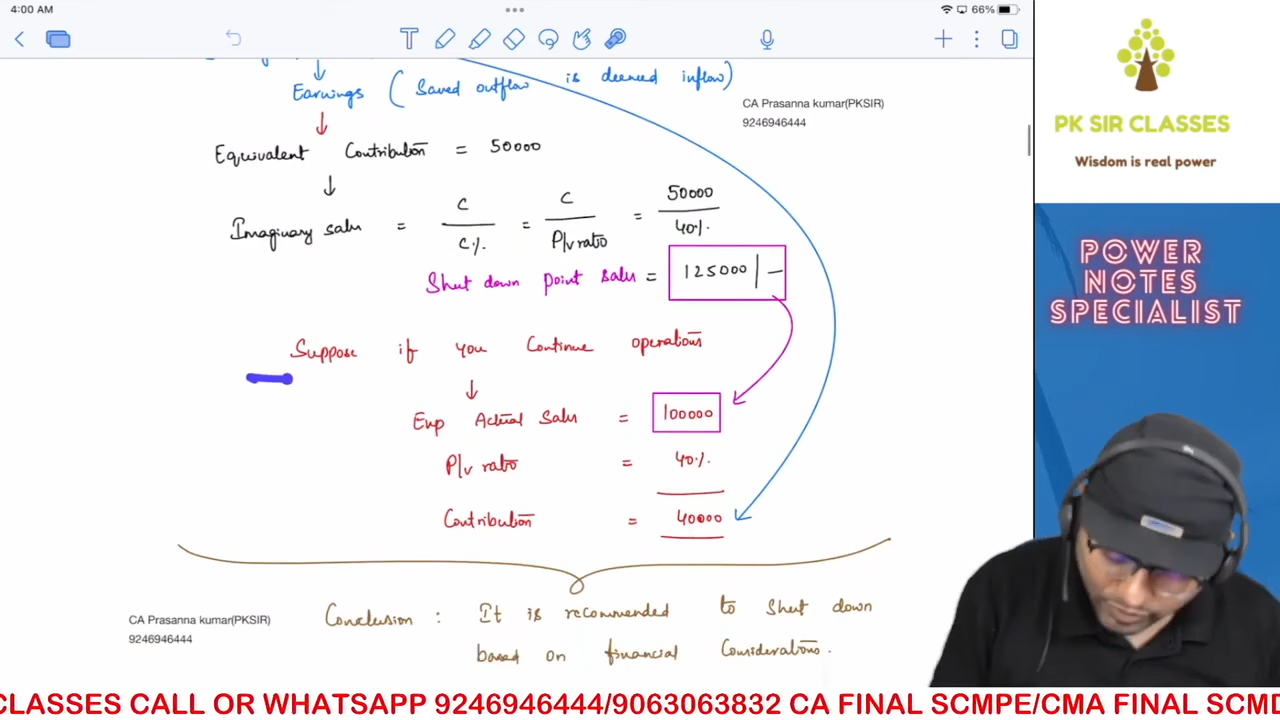 4:00 AM
66%
Earnings ( Saved outflow is deemed inflow)
CA Prasanna kumar(PKSIR)
9246946444
Equivalent Contribution = 50000
Imaginary sales = C / C% = C / P/v ratio = 50000 / 40%
Shut down point sales = 125000/-
Suppose if you Continue operations
Exp Actual Sales = 100000
P/v ratio = 40%
Contribution = 40000
CA Prasanna kumar(PKSIR)
9246946444
Conclusion : It is recommended to Shut down
based on financial Considerations.
PK SIR CLASSES
Wisdom is real power
POWER
NOTES
SPECIALIST
CLASSES CALL OR WHATSAPP 9246946444/9063063832 CA FINAL SCMPE/CMA FINAL SCM